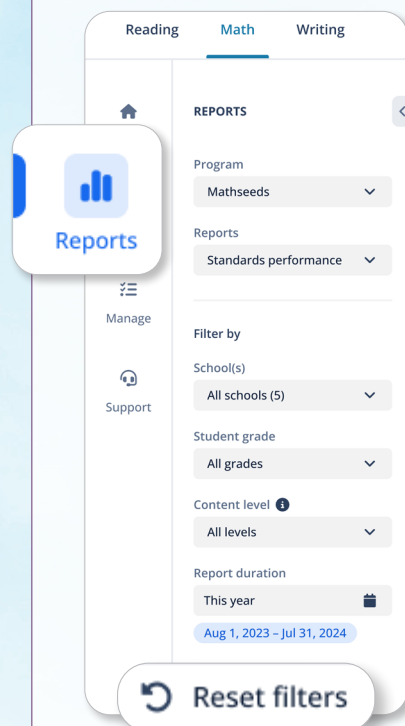 Reading Math Writing
REPORTS
Program
Mathseeds
Reports
Reports
Standards performance
Manage
Filter by
School(s)
All schools (5)
Support
Student grade
All grades
Content level
All levels
Report duration
This year
Aug 1, 2023 – Jul 31, 2024
Reset filters